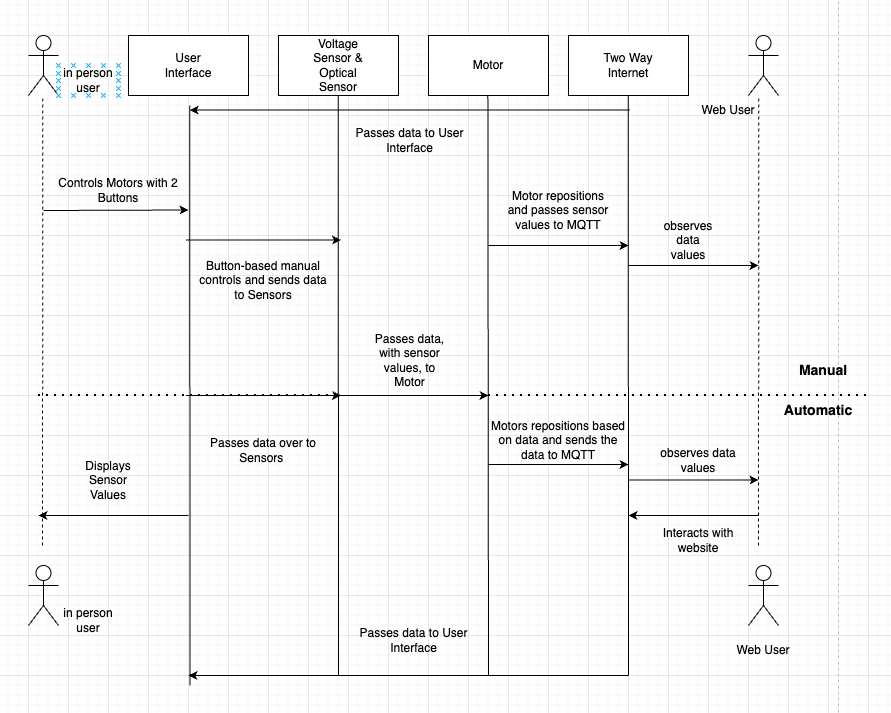 in person
user
User
Interface
Voltage
Sensor &
Optical
Sensor
Motor
Two Way
Internet
Web User
Passes data to User
Interface
Controls Motors with 2
Buttons
Motor repositions
and passes sensor
values to MQTT
observes
data
values
Button-based manual
controls and sends data
to Sensors
Passes data,
with sensor
values, to
Motor
Manual
Automatic
Motors repositions based
on data and sends the
data to MQTT
Passes data over to
Sensors
observes data
values
Displays
Sensor
Values
Interacts with
website
in person
user
Passes data to User
Interface
Web User